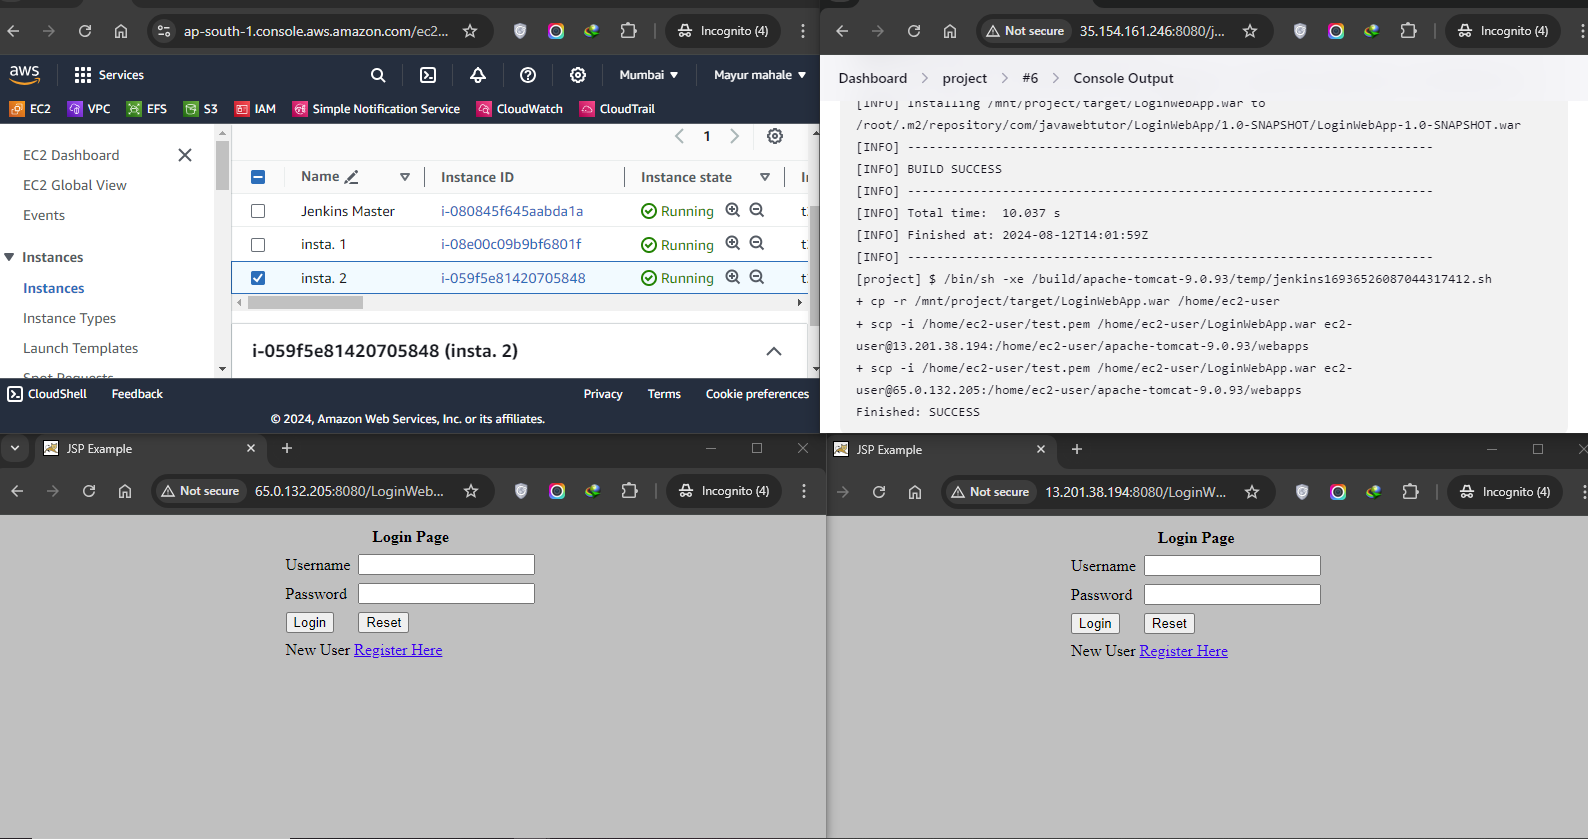 ap-south-1.console.aws.amazon.com/ec2...
Incognito (4)
aws
Services
Mumbai
Mayur mahale
EC2
VPC
EFS
S3
IAM
Simple Notification Service
CloudWatch
CloudTrail
EC2 Dashboard
EC2 Global View
Events
Instances
Instances
Instance Types
Launch Templates
Spot Requests
1
Name
Instance ID
Instance state
Jenkins Master
i-080845f645aabda1a
Running
insta. 1
i-08e00c09b9bf6801f
Running
insta. 2
i-059f5e81420705848
Running
i-059f5e81420705848 (insta. 2)
CloudShell
Feedback
Privacy
Terms
Cookie preferences
© 2024, Amazon Web Services, Inc. or its affiliates.
Not secure
35.154.161.246:8080/j...
Incognito (4)
Dashboard
project
#6
Console Output
[INFO] Installing /mnt/project/target/LoginWebApp.war to
/root/.m2/repository/com/javawebtutor/LoginWebApp/1.0-SNAPSHOT/LoginWebApp-1.0-SNAPSHOT.war
[INFO] ------------------------------------------------------------------------
[INFO] BUILD SUCCESS
[INFO] ------------------------------------------------------------------------
[INFO] Total time:  10.037 s
[INFO] Finished at: 2024-08-12T14:01:59Z
[INFO] ------------------------------------------------------------------------
[project] $ /bin/sh -xe /build/apache-tomcat-9.0.93/temp/jenkins16936526087044317412.sh
+ cp -r /mnt/project/target/LoginWebApp.war /home/ec2-user
+ scp -i /home/ec2-user/test.pem /home/ec2-user/LoginWebApp.war ec2-
user@13.201.38.194:/home/ec2-user/apache-tomcat-9.0.93/webapps
+ scp -i /home/ec2-user/test.pem /home/ec2-user/LoginWebApp.war ec2-
user@65.0.132.205:/home/ec2-user/apache-tomcat-9.0.93/webapps
Finished: SUCCESS
JSP Example
Not secure
65.0.132.205:8080/LoginWeb...
Incognito (4)
Login Page
Username
Password
Login
Reset
New User Register Here
JSP Example
Not secure
13.201.38.194:8080/LoginW...
Incognito (4)
Login Page
Username
Password
Login
Reset
New User Register Here